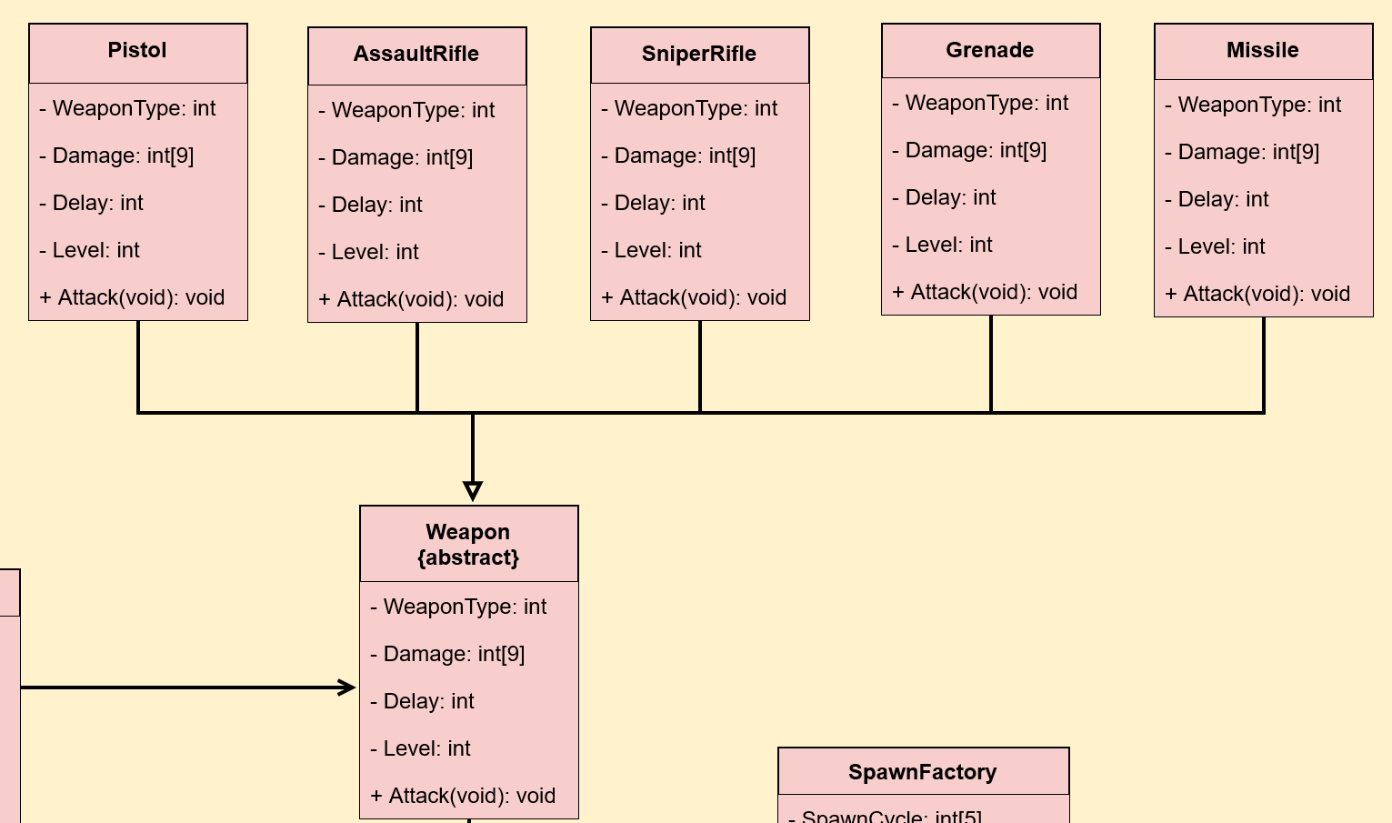 Pistol
- WeaponType: int
- Damage: int[9]
- Delay: int
- Level: int
+ Attack(void): void
AssaultRifle
- WeaponType: int
- Damage: int[9]
- Delay: int
- Level: int
+ Attack(void): void
SniperRifle
- WeaponType: int
- Damage: int[9]
- Delay: int
- Level: int
+ Attack(void): void
Grenade
- WeaponType: int
- Damage: int[9]
- Delay: int
- Level: int
+ Attack(void): void
Missile
- WeaponType: int
- Damage: int[9]
- Delay: int
- Level: int
+ Attack(void): void
Weapon
{abstract}
- WeaponType: int
- Damage: int[9]
- Delay: int
- Level: int
+ Attack(void): void
SpawnFactory
- SpawnCycle: int[5]